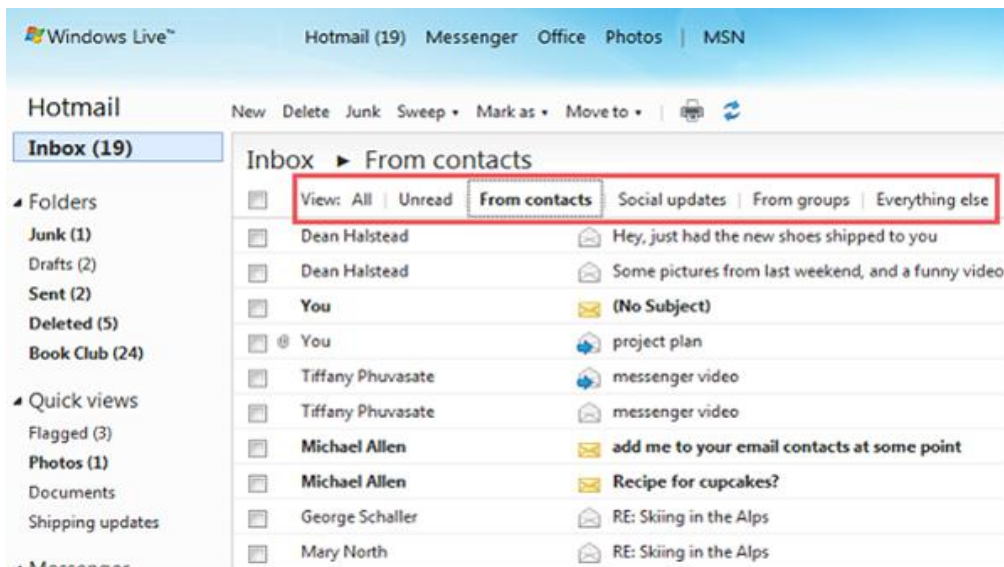 Windows Live™ Hotmail (19) Messenger Office Photos | MSN
Hotmail
New Delete Junk Sweep Mark as Move to
Inbox (19)
Inbox ► From contacts
View: All | Unread From contacts Social updates | From groups | Everything else
Folders
Junk (1)
Drafts (2)
Sent (2)
Deleted (5)
Book Club (24)
Quick views
Flagged (3)
Photos (1)
Documents
Shipping updates
Dean Halstead Hey, just had the new shoes shipped to you
Dean Halstead Some pictures from last weekend, and a funny video
You (No Subject)
You project plan
Tiffany Phuvasate messenger video
Tiffany Phuvasate messenger video
Michael Allen add me to your email contacts at some point
Michael Allen Recipe for cupcakes?
George Schaller RE: Skiing in the Alps
Mary North RE: Skiing in the Alps